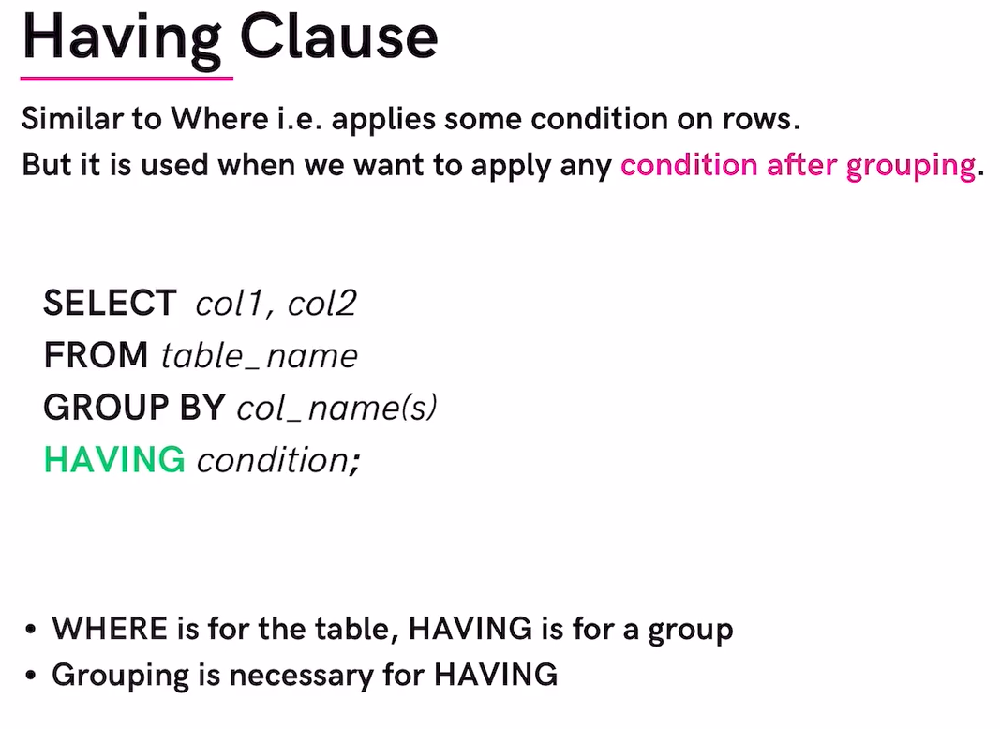 Having Clause
Similar to Where i.e. applies some condition on rows.
But it is used when we want to apply any condition after grouping.
SELECT col1, col2
FROM table_name
GROUP BY col_name(s)
HAVING condition;
• WHERE is for the table, HAVING is for a group
• Grouping is necessary for HAVING